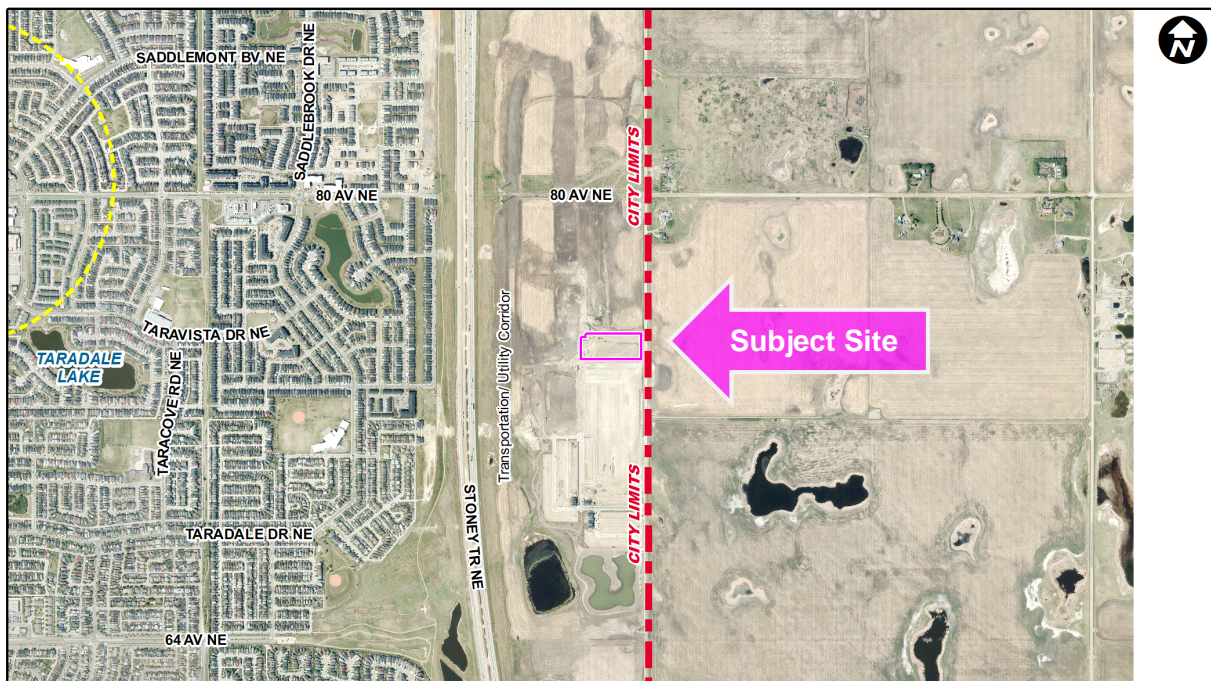 N
SADDLEMONT BV NE
SADDLEBROOK DR NE
80 AV NE
80 AV NE
CITY LIMITS
Transportation/ Utility Corridor
TARAVISTA DR NE
Subject Site
TARADALE
LAKE
TARACOVE RD NE
CITY LIMITS
STONEY TR NE
TARADALE DR NE
64 AV NE